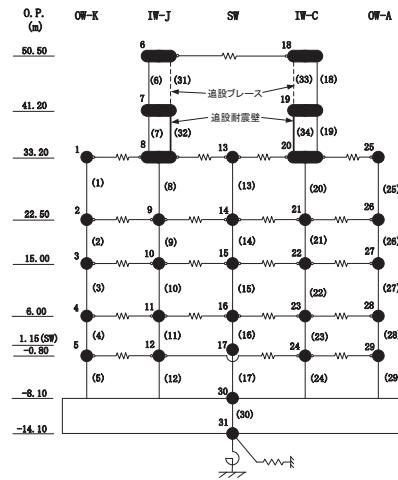 O.P. OW-K IW-J SW IW-C OW-A
(m)
50.50 6 18
(6) (31) (33) (18)
追設ブレース
41.20 7 19
追設耐震壁
(7) (32) (34) (19)
33.20 1 8 13 20 25
(1) (8) (13) (20) (25)
22.50 2 9 14 21 26
(2) (9) (14) (21) (26)
15.00 3 10 15 22 27
(3) (10) (15) (22) (27)
6.00 4 11 16 23 28
1.15(SW) (4) (11) (16) (23) (28)
-0.80 5 12 17 24 29
(5) (12) (17) (24) (29
-8.10 30
(30)
-14.10 31